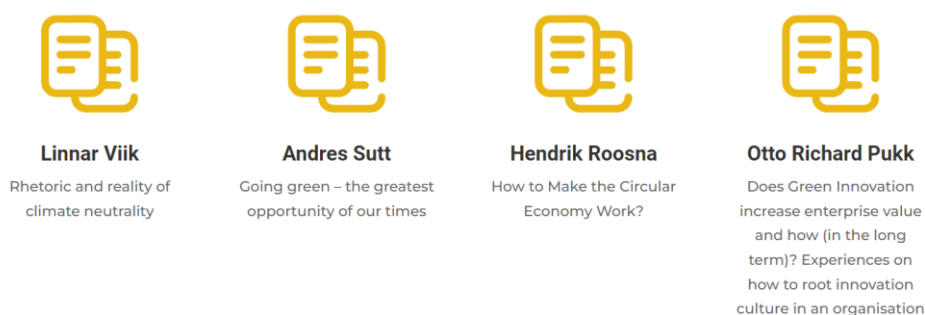 Linnar Viik
Rhetoric and reality of
climate neutrality
Andres Sutt
Going green – the greatest
opportunity of our times
Hendrik Roosna
How to Make the Circular
Economy Work?
Otto Richard Pukk
Does Green Innovation
increase enterprise value
and how (in the long
term)? Experiences on
how to root innovation
culture in an organisation